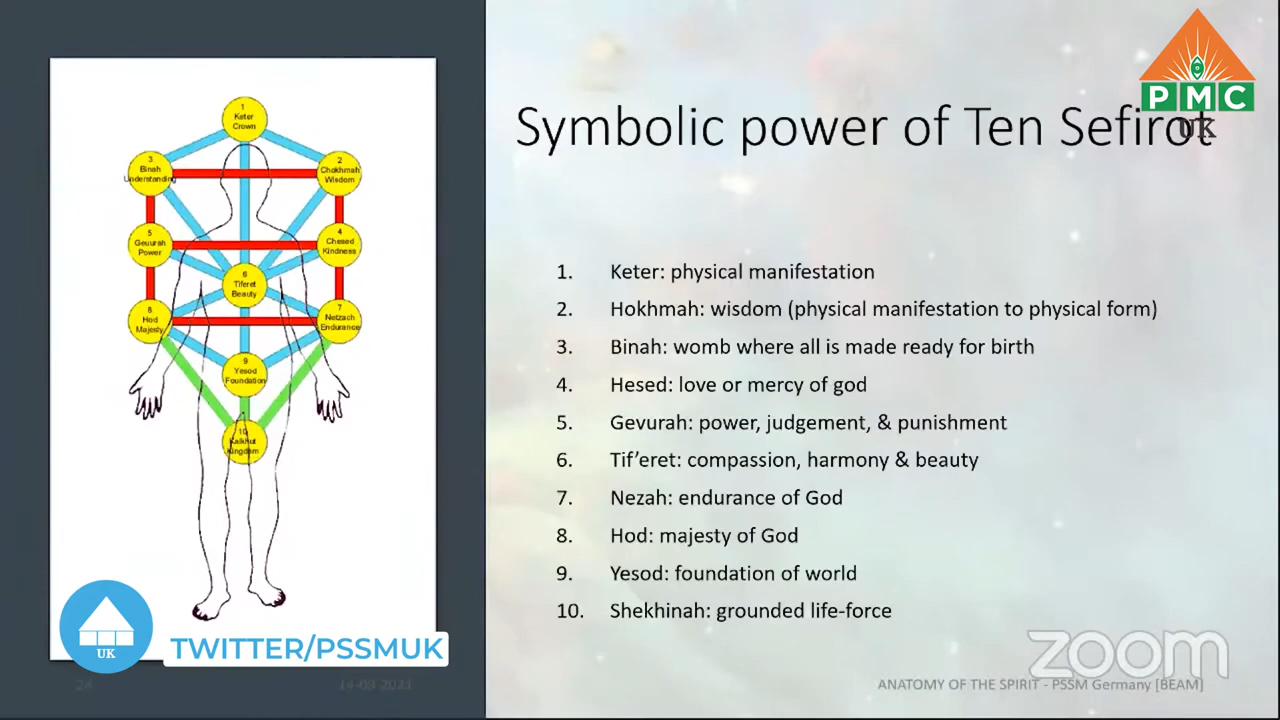 Symbolic power of Ten Sefirot
PMC
UK
1
Keter
Crown
3
Binah
Understanding
2
Chokhmah
Wisdom
5
Gevurah
Power
4
Chesed
Kindness
6
Tiferet
Beauty
8
Hod
Majesty
7
Netzach
Endurance
9
Yesod
Foundation
10
Kingdom
1. Keter: physical manifestation
2. Hokhmah: wisdom (physical manifestation to physical form)
3. Binah: womb where all is made ready for birth
4. Hesed: love or mercy of god
5. Gevurah: power, judgement, & punishment
6. Tif’eret: compassion, harmony & beauty
7. Nezah: endurance of God
8. Hod: majesty of God
9. Yesod: foundation of world
10. Shekhinah: grounded life-force
UK
TWITTER/PSSMUK
24
14-03-2021
zoom
ANATOMY OF THE SPIRIT - PSSM Germany [BEAM]